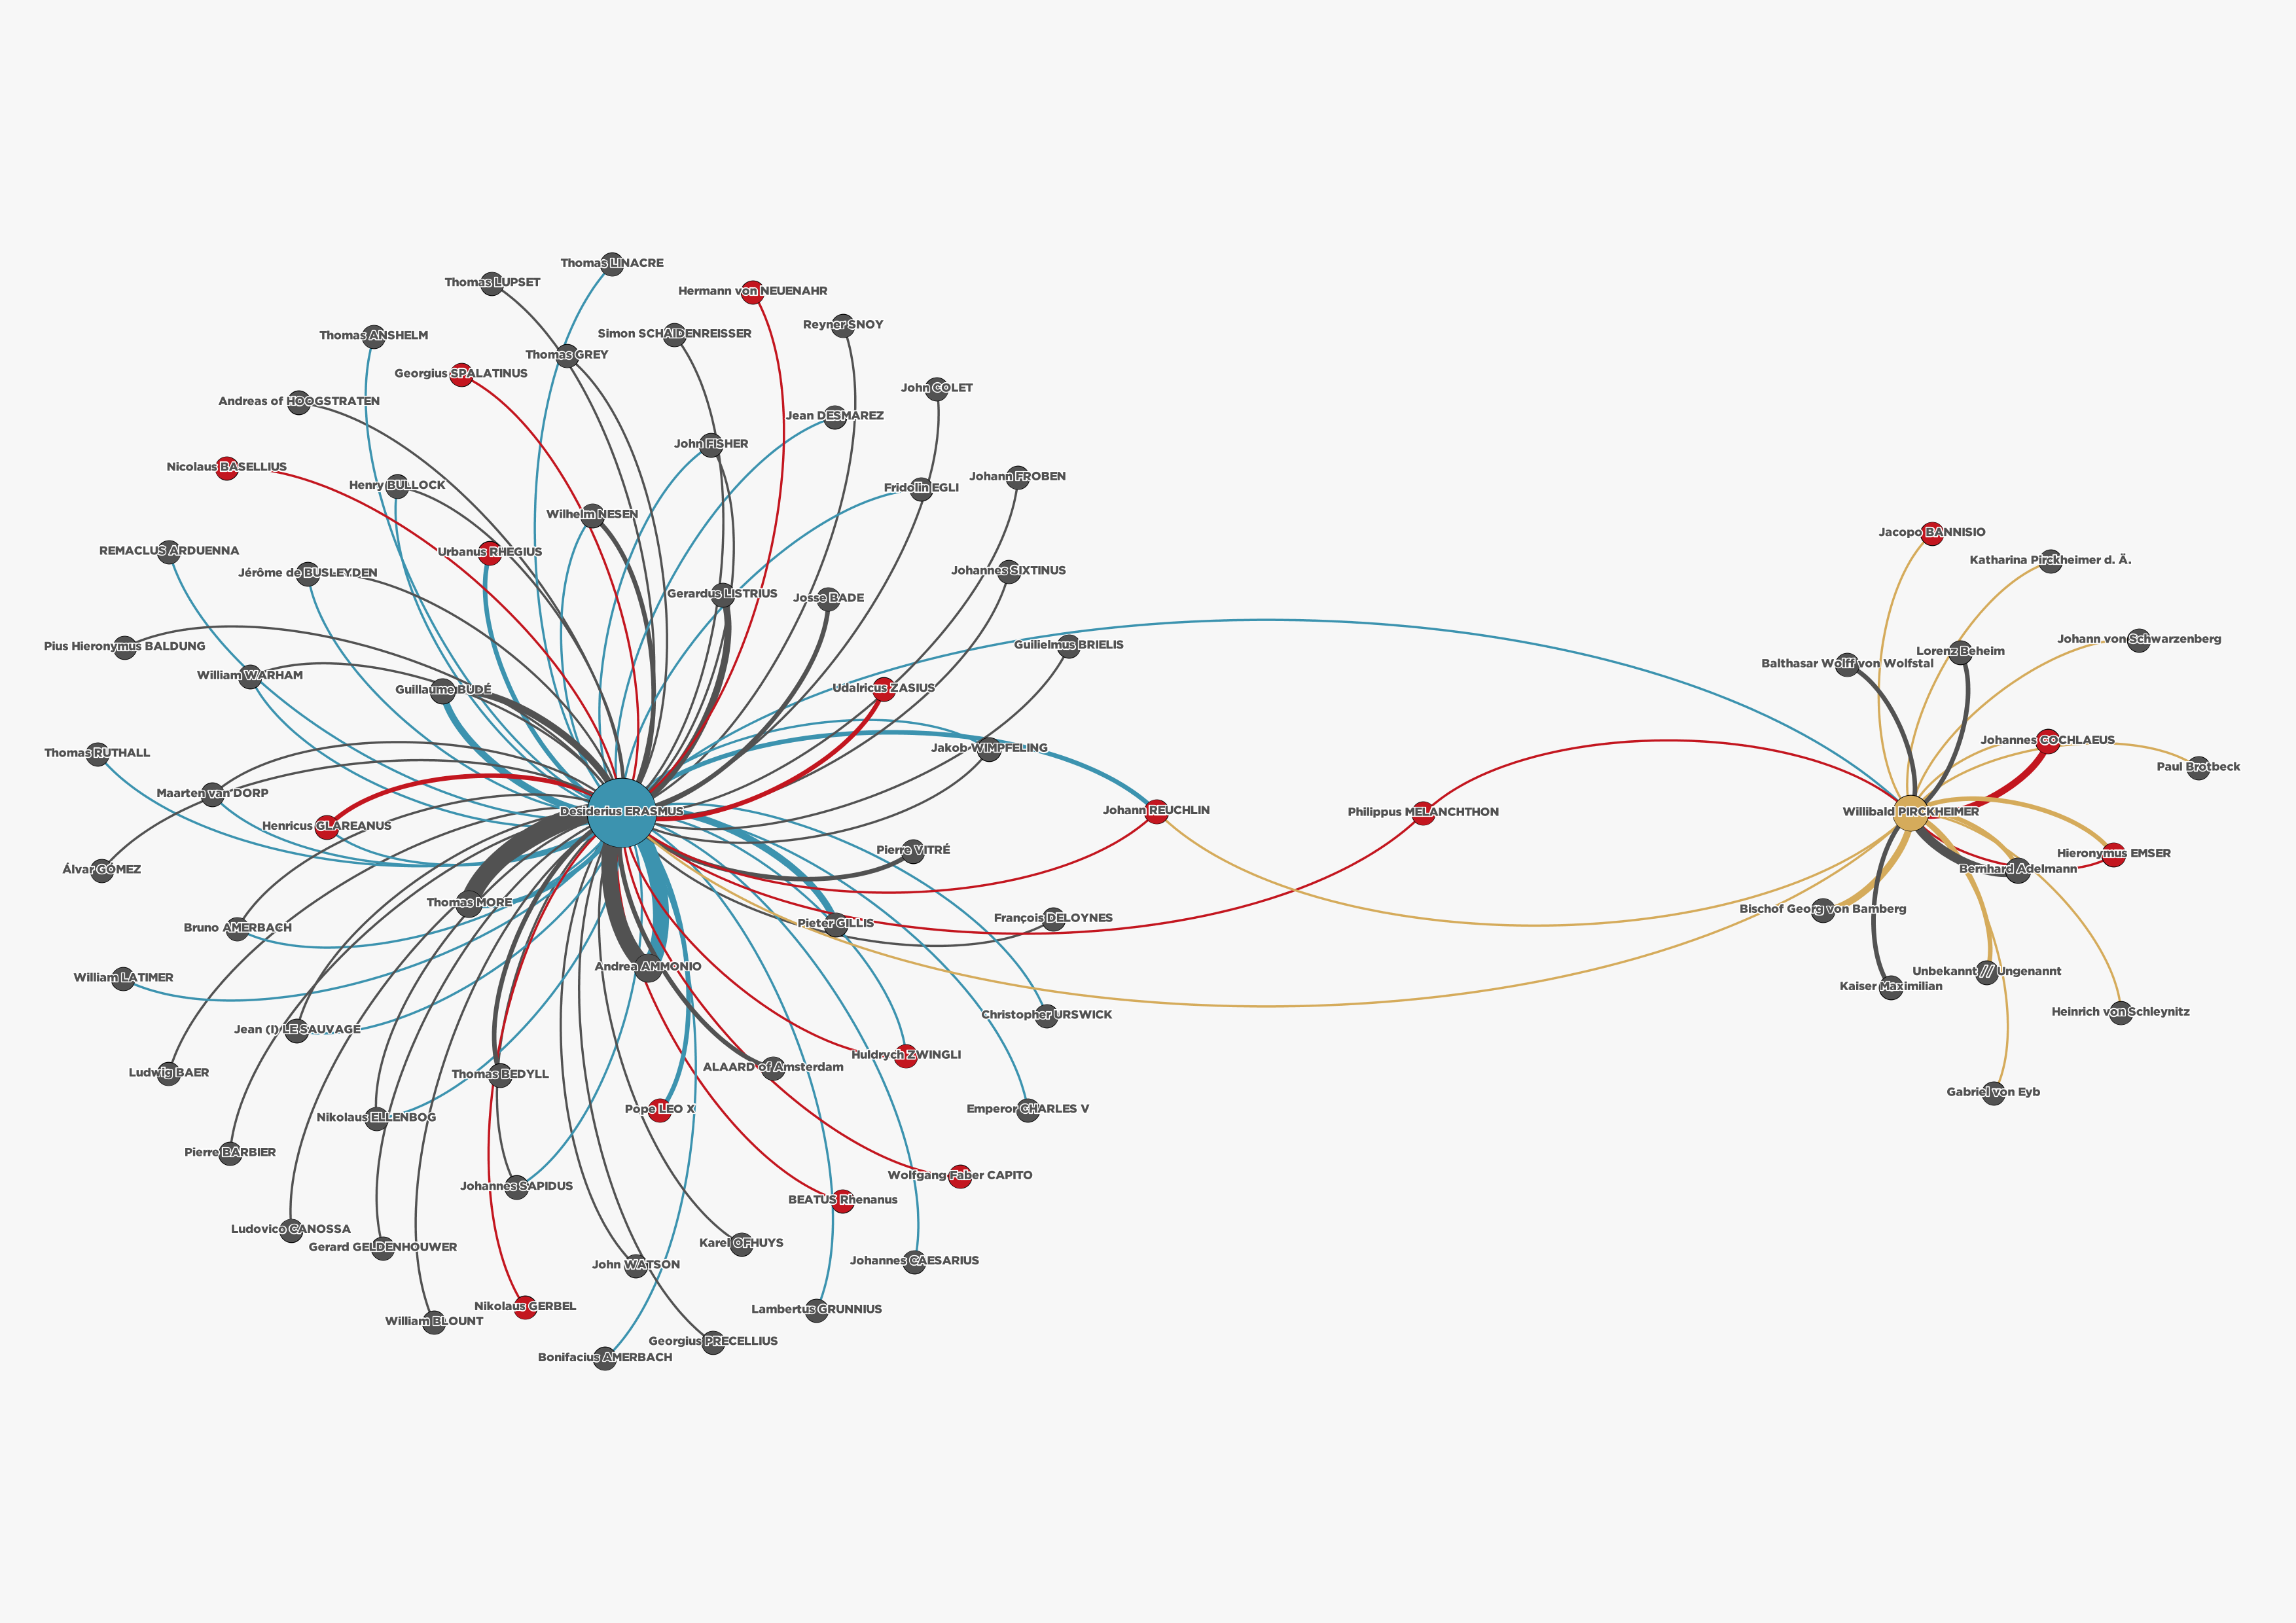 Thomas LINACRE
Thomas LUPSET
Hermann von NEUENAHR
Reyner SNOY
Simon SCHAIDENREISSER
Thomas ANSHELM
Thomas GREY
Georgius SPALATINUS
John COLET
Andreas of HOOGSTRATEN
Jean DESMAREZ
John FISHER
Nicolaus BASELLIUS
Johann FROBEN
Henry BULLOCK
Fridolin EGLI
Wilhelm NESEN
Jacopo BANNISIO
REMACLUS ARDUENNA
Urbanus RHEGIUS
Katharina Pirckheimer d. Ä.
Jérôme de BUSLEYDEN
Johannes SIXTINUS
Gerardus LISTRIUS
Josse BADE
Johann von Schwarzenberg
Pius Hieronymus BALDUNG
Guilielmus BRIELIS
Lorenz Beheim
Balthasar Wolff von Wolfstal
William WARHAM
Guillaume BUDÉ
Udalricus ZASIUS
Johannes COCHLAEUS
Jakob WIMPFELING
Thomas RUTHALL
Paul Brotbeck
Maarten van DORP
Desiderius ERASMUS
Johann REUCHLIN
Philippus MELANCHTHON
Willibald PIRCKHEIMER
Henricus GLAREANUS
Pierre VITRÉ
Hieronymus EMSER
Álvar GÓMEZ
Bernhard Adelmann
Thomas MORE
Bischof Georg von Bamberg
François DELOYNES
Pieter GILLIS
Bruno AMERBACH
Andrea AMMONIO
Unbekannt // Ungenannt
William LATIMER
Kaiser Maximilian
Heinrich von Schleynitz
Christopher URSWICK
Jean (I) LE SAUVAGE
Huldrych ZWINGLI
ALAARD of Amsterdam
Ludwig BAER
Thomas BEDYLL
Gabriel von Eyb
Pope LEO X
Emperor CHARLES V
Nikolaus ELLENBOG
Pierre BARBIER
Wolfgang Faber CAPITO
Johannes SAPIDUS
BEATUS Rhenanus
Ludovico CANOSSA
Karel OFHUYS
Gerard GELDENHOUWER
Johannes CAESARIUS
John WATSON
Nikolaus GERBEL
Lambertus GRUNNIUS
William BLOUNT
Georgius PRECELLIUS
Bonifacius AMERBACH